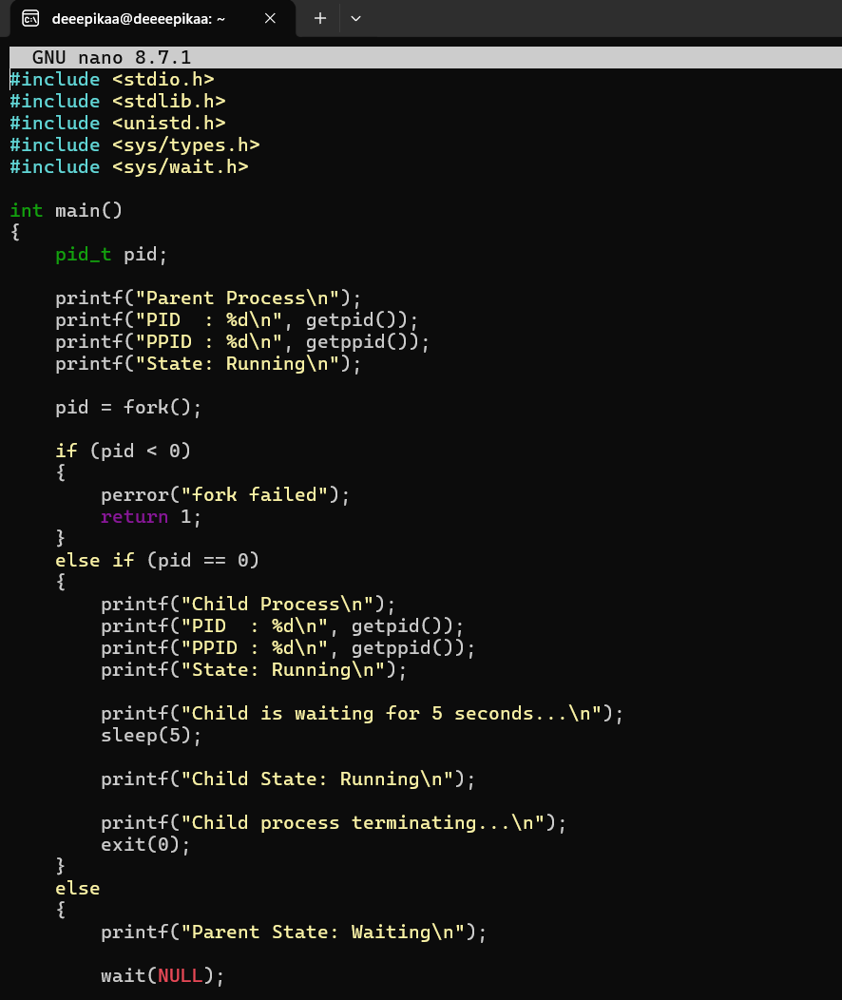 deeepikaa@deeeepikaa: ~
GNU nano 8.7.1
#include <stdio.h>
#include <stdlib.h>
#include <unistd.h>
#include <sys/types.h>
#include <sys/wait.h>

int main()
{
    pid_t pid;

    printf("Parent Process\n");
    printf("PID  : %d\n", getpid());
    printf("PPID : %d\n", getppid());
    printf("State: Running\n");

    pid = fork();

    if (pid < 0)
    {
        perror("fork failed");
        return 1;
    }
    else if (pid == 0)
    {
        printf("Child Process\n");
        printf("PID  : %d\n", getpid());
        printf("PPID : %d\n", getppid());
        printf("State: Running\n");

        printf("Child is waiting for 5 seconds...\n");
        sleep(5);

        printf("Child State: Running\n");

        printf("Child process terminating...\n");
        exit(0);
    }
    else
    {
        printf("Parent State: Waiting\n");

        wait(NULL);